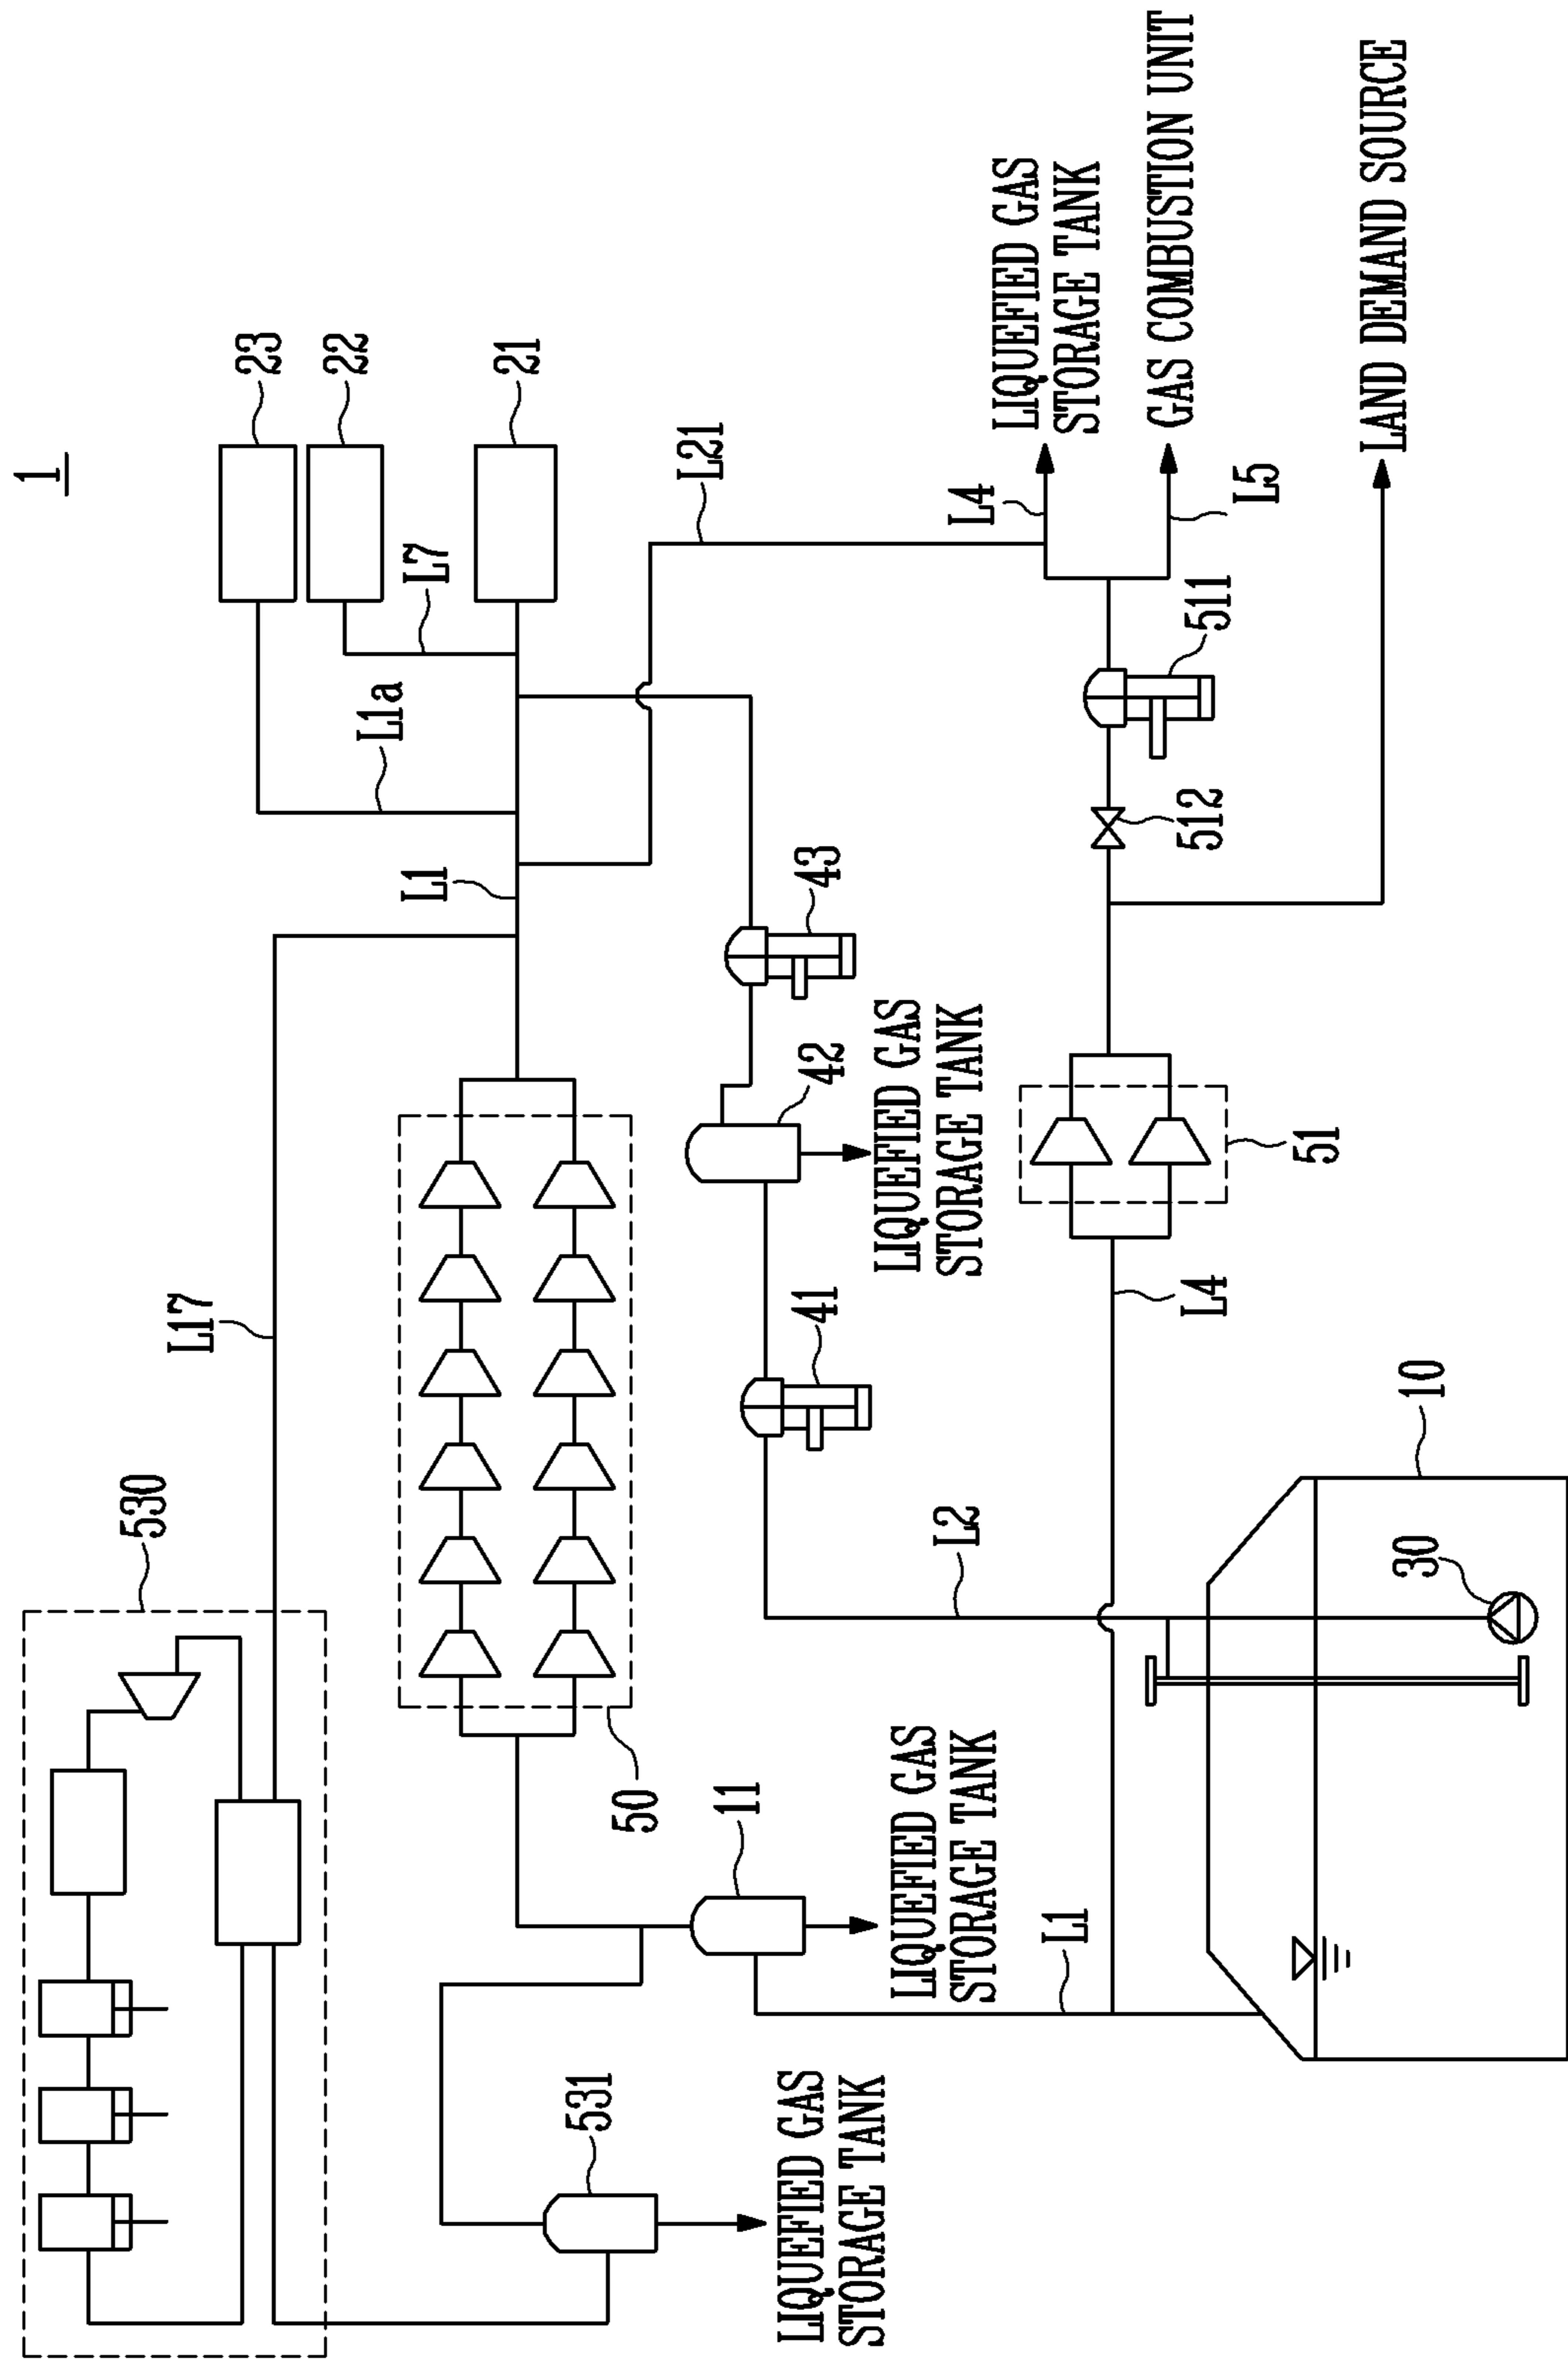 1
530
L17
L1
L1a
L7
23
22
21
L21
50
531
11
41
42
43
LIQUEFIED GAS
STORAGE TANK
LIQUEFIED GAS
STORAGE TANK
LIQUEFIED GAS
STORAGE TANK
L4
LIQUEFIED GAS
STORAGE TANK
GAS COMBUSTION UNIT
L5
L1
L2
L4
51
512
511
LAND DEMAND SOURCE
30
10